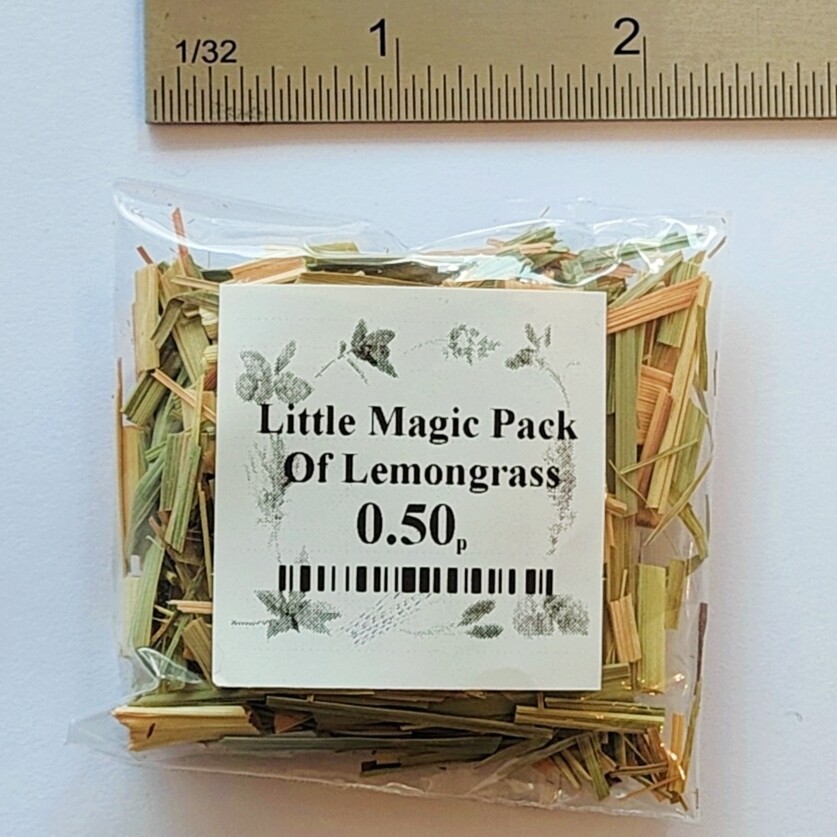 1/32 1 2
Little Magic Pack
Of Lemongrass
0.50p